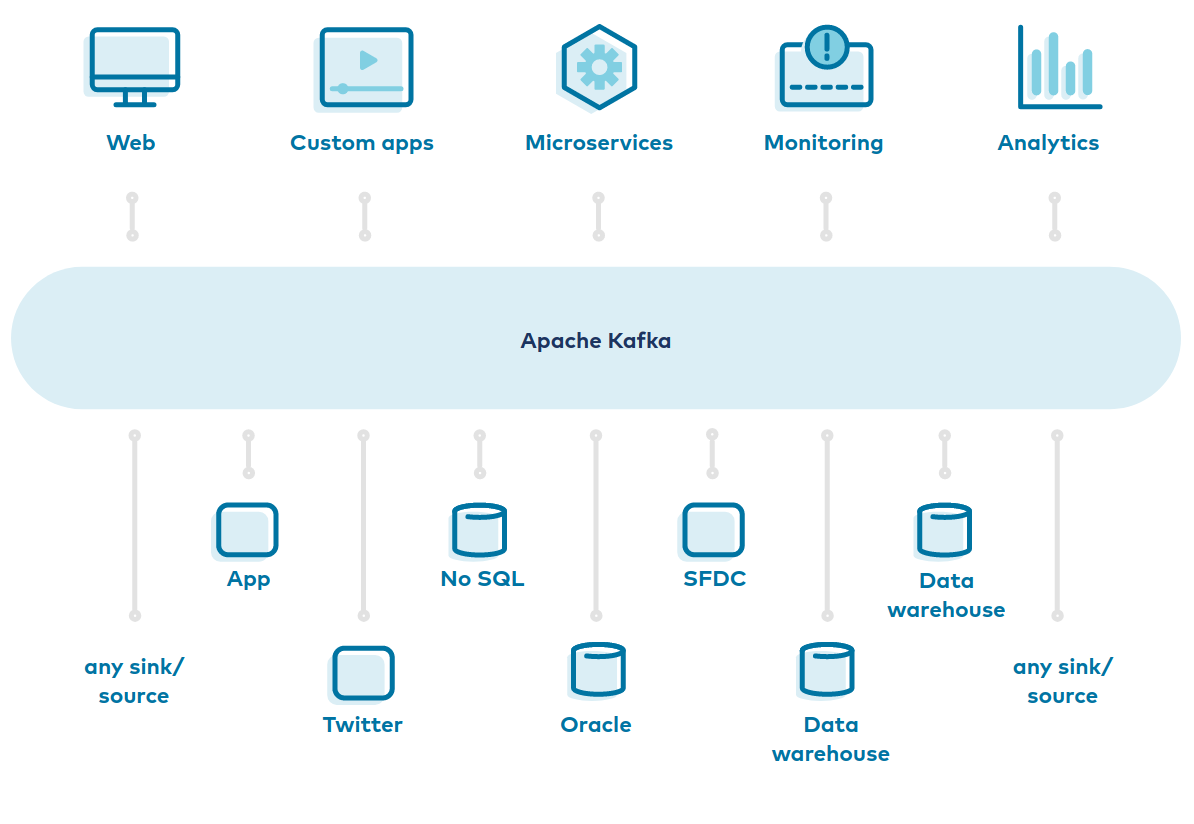 Web
Custom apps
Microservices
Monitoring
Analytics
Apache Kafka
App
No SQL
SFDC
Data
warehouse
any sink/
source
Twitter
Oracle
Data
warehouse
any sink/
source